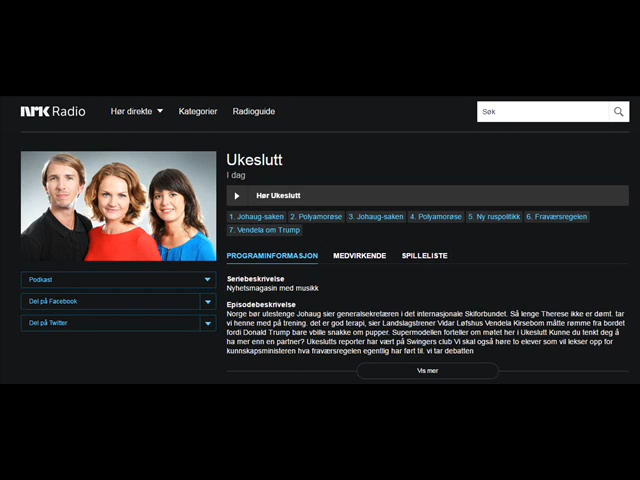 NRK Radio Hør direkte Kategorier Radioguide Søk
Ukeslutt
I dag
Hør Ukeslutt
1. Johaug-saken 2. Polyamorøse 3. Johaug-saken 4. Polyamorøse 5. Ny ruspolitikk 6. Fraværsregelen
7. Vendela om Trump
PROGRAMINFORMASJON MEDVIRKENDE SPILLELISTE
Podkast
Del på Facebook
Del på Twitter
Seriebeskrivelse
Nyhetsmagasin med musikk
Episodebeskrivelse
Norge bør utestenge Johaug sier generalsekretæren i det internasjonale Skiforbundet. Så lenge Therese ikke er dømt. tar
vi henne med på trening. det er god terapi, sier Landslagstrener Vidar Løfshus Vendela Kirsebom måtte rømme fra bordet
fordi Donald Trump bare vbille snakke om pupper. Supermodellen forteller om møtet her i Ukeslutt Kunne du tenkt deg å
ha mer enn en partner? Ukeslutts reporter har vært på Swingers club Vi skal også høre to elever som vil lekser opp for
kunnskapsministeren hva fraværsregelen egentlig har ført til. vi tar debatten
Vis mer